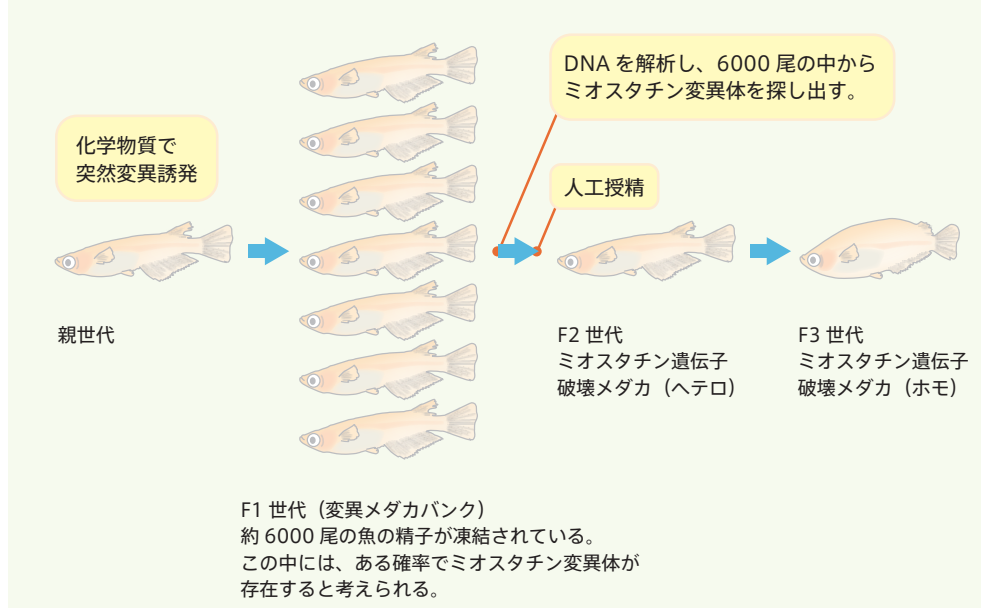 化学物質で
突然変異誘発
DNA を解析し、6000 尾の中から
ミオスタチン変異体を探し出す。
人工授精
親世代
F2 世代
ミオスタチン遺伝子
破壊メダカ（ヘテロ）
F3 世代
ミオスタチン遺伝子
破壊メダカ（ホモ）
F1 世代（変異メダカバンク）
約 6000 尾の魚の精子が凍結されている。
この中には、ある確率でミオスタチン変異体が
存在すると考えられる。